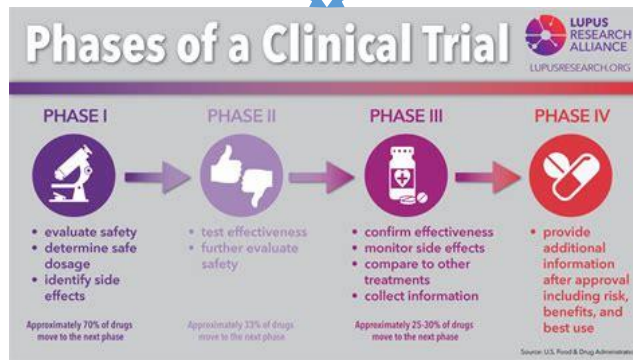 Phases of a Clinical Trial
LUPUS
RESEARCH
ALLIANCE
LUPUSRESEARCH.ORG
PHASE I
• evaluate safety
• determine safe
dosage
• identify side
effects
Approximately 70% of drugs
move to the next phase
PHASE II
• test effectiveness
• further evaluate
safety
Approximately 33% of drugs
move to the next phase
PHASE III
• confirm effectiveness
• monitor side effects
• compare to other
treatments
• collect information
Approximately 25-30% of drugs
move to the next phase
PHASE IV
• provide
additional
information
after approval
including risk,
benefits, and
best use
Source: U.S. Food & Drug Administration